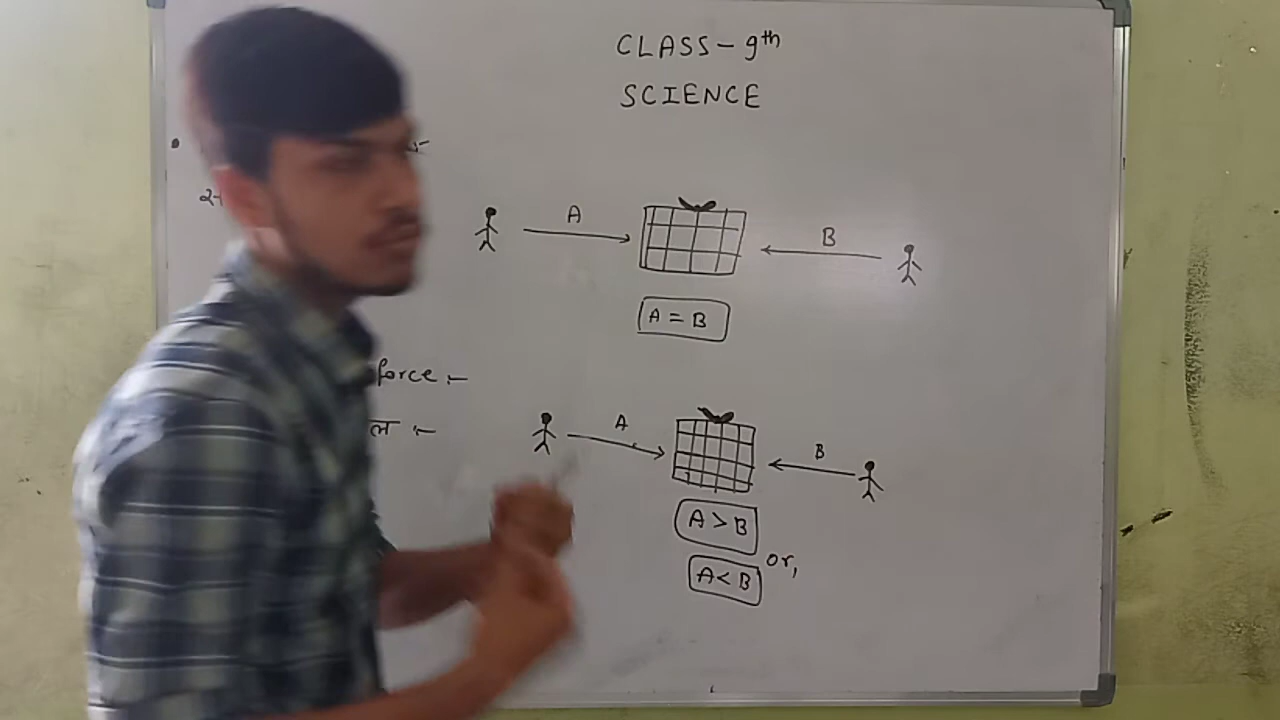 CLASS - 9th
SCIENCE
A
B
A = B
force :-
A
B
A > B
or,
A < B